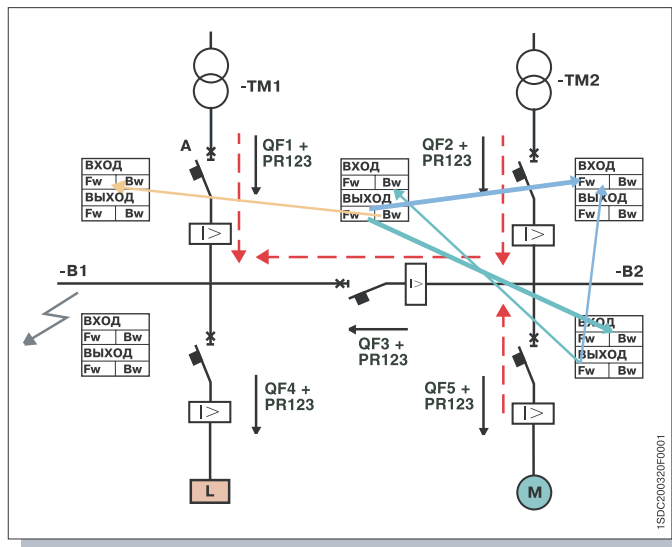 -TM1
-TM2
A
QF1 +
PR123
QF2 +
PR123
ВХОД
Fw Bw
ВЫХОД
Fw Bw
ВХОД
Fw Bw
ВЫХОД
Fw Bw
ВХОД
Fw Bw
ВЫХОД
Fw Bw
I>
I>
-B1
-B2
I>
ВХОД
Fw Bw
ВЫХОД
Fw Bw
ВХОД
Fw Bw
ВЫХОД
Fw Bw
QF3 +
PR123
QF4 +
PR123
QF5 +
PR123
I>
I>
L
M
1SDC200320F0001